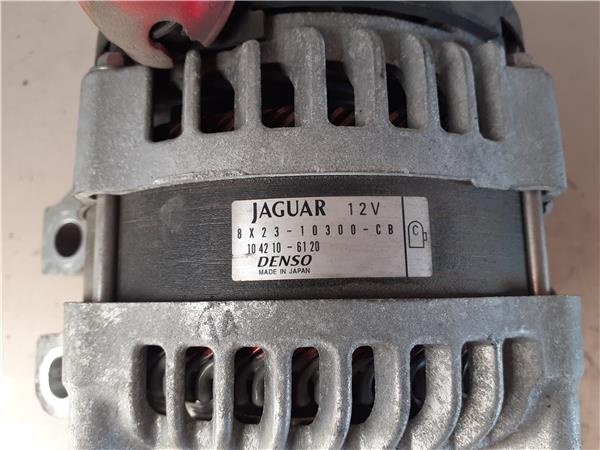 JAGUAR 12V
8X23-10300-CB
104210-6120
DENSO
MADE IN JAPAN
C